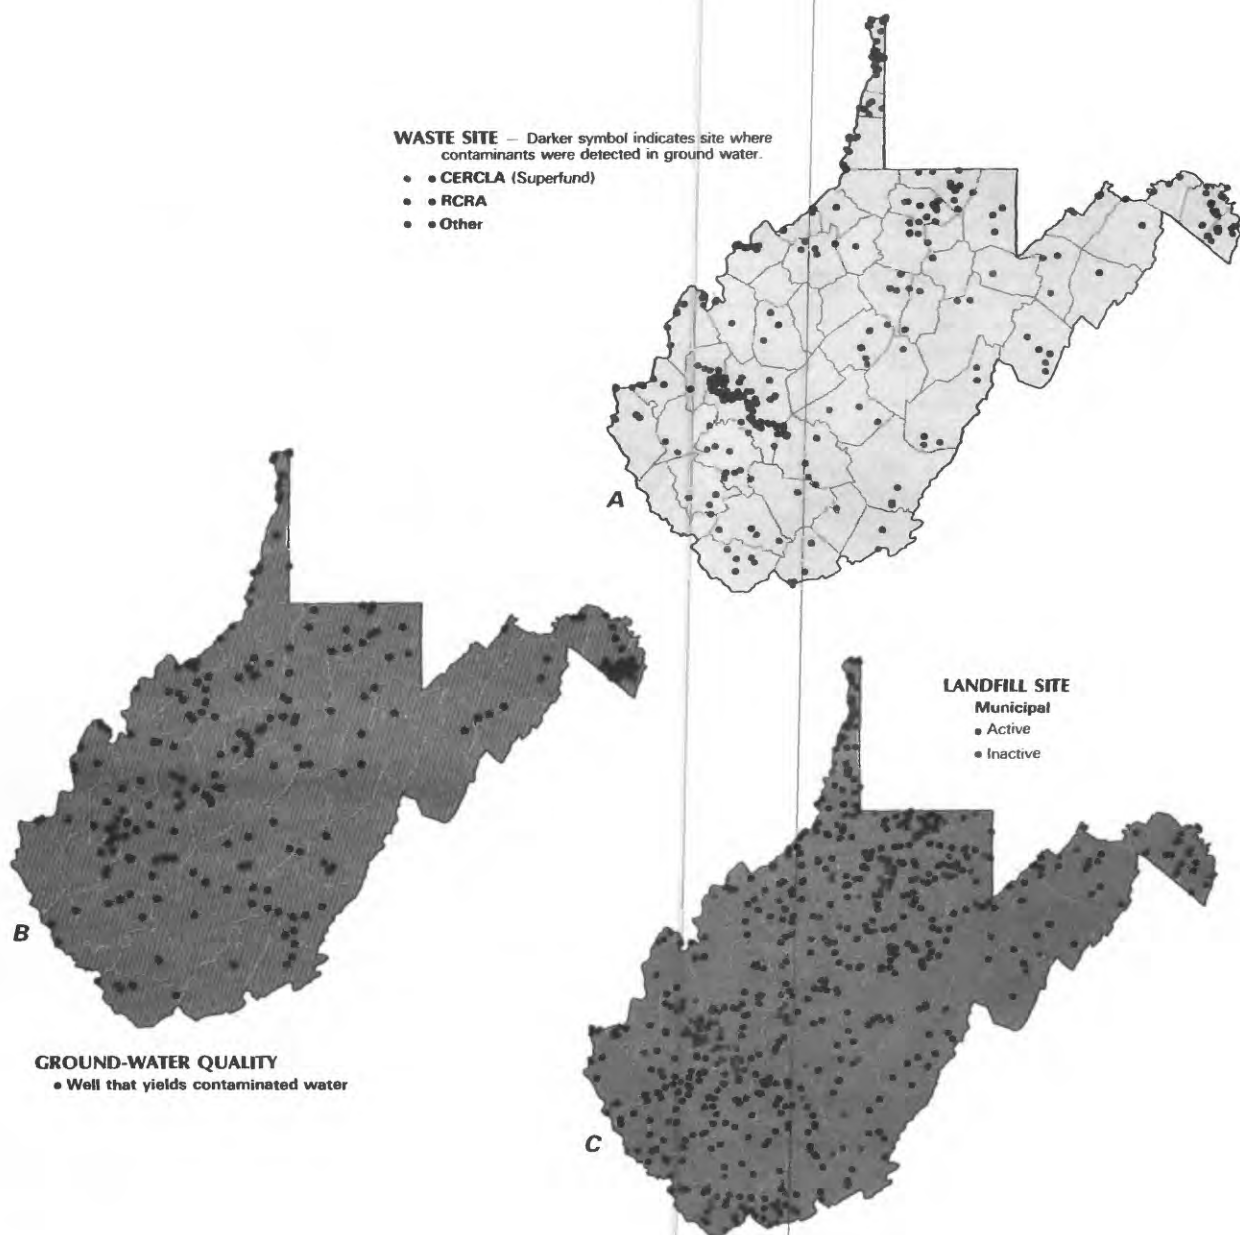 WASTE SITE — Darker symbol indicates site where
contaminants were detected in ground water.
• • CERCLA (Superfund)
• • RCRA
• • Other
A
B
GROUND-WATER QUALITY
• Well that yields contaminated water
LANDFILL SITE
Municipal
• Active
• Inactive
C